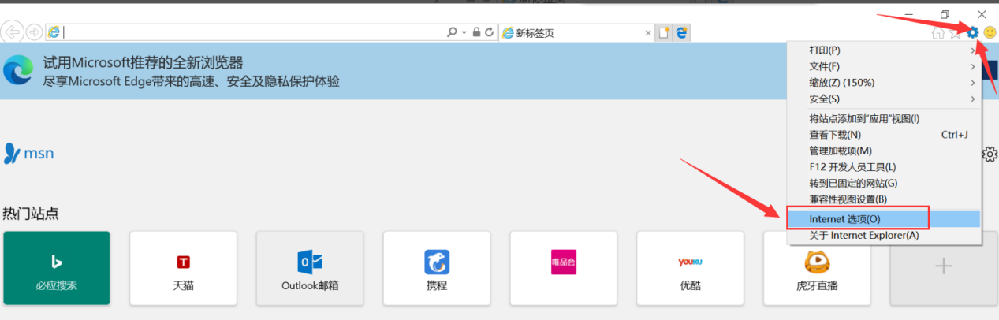 新标签页
试用Microsoft推荐的全新浏览器
尽享Microsoft Edge带来的高速、安全及隐私保护体验
打印(P)
文件(F)
缩放(Z) (150%)
安全(S)
将站点添加到“应用”视图(I)
查看下载(N) Ctrl+J
管理加载项(M)
F12 开发人员工具(L)
转到已固定的网站(G)
兼容性视图设置(B)
Internet 选项(O)
关于 Internet Explorer(A)
msn
热门站点
必应搜索
T
天猫
Outlook邮箱
携程
唯品会
YOUKU
优酷
虎牙直播